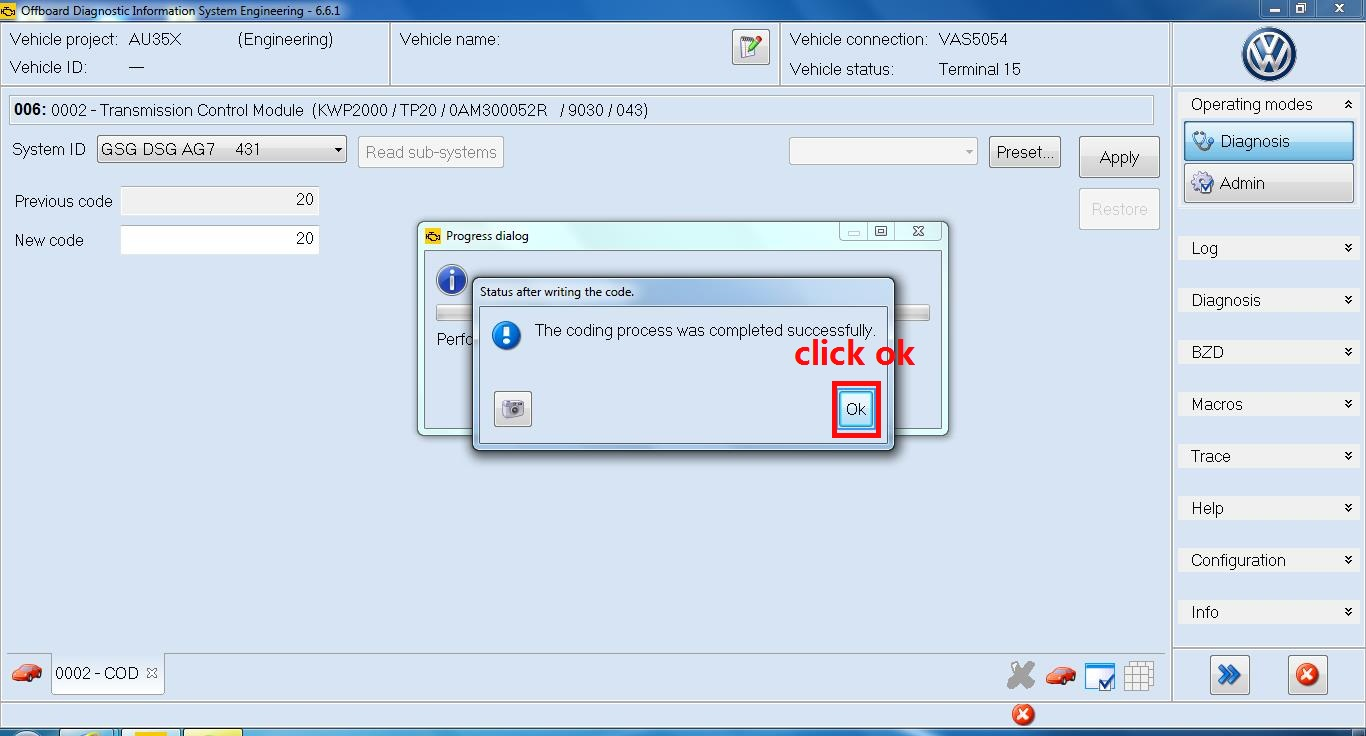 Offboard Diagnostic Information System Engineering - 6.6.1
Vehicle project: AU35X (Engineering)
Vehicle ID: —
Vehicle name:
Vehicle connection: VAS5054
Vehicle status: Terminal 15
006: 0002 - Transmission Control Module (KWP2000 / TP20 / 0AM300052R / 9030 / 043)
System ID GSG DSG AG7 431 Read sub-systems Preset... Apply
Restore
Previous code 20
New code 20
Progress dialog
Perfo
Status after writing the code.
The coding process was completed successfully.
click ok
Ok
Operating modes
Diagnosis
Admin
Log
Diagnosis
BZD
Macros
Trace
Help
Configuration
Info
0002 - COD